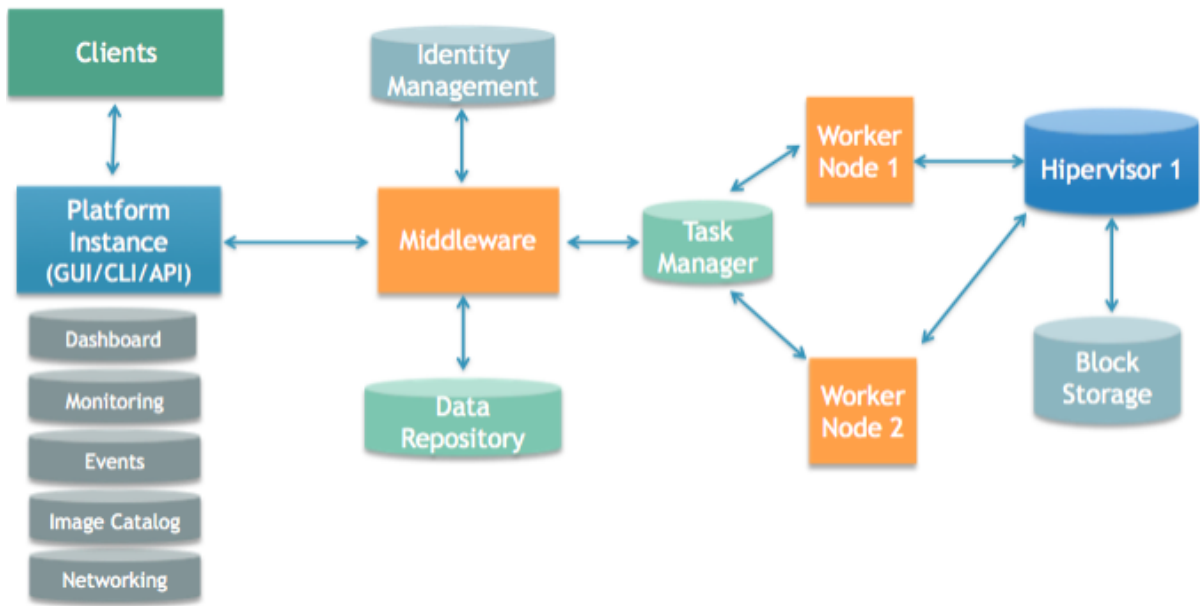 Clients
Identity
Management
Platform
Instance
(GUI/CLI/API)
Middleware
Task
Manager
Worker
Node 1
Hipervisor 1
Dashboard
Monitoring
Events
Image Catalog
Networking
Data
Repository
Worker
Node 2
Block
Storage